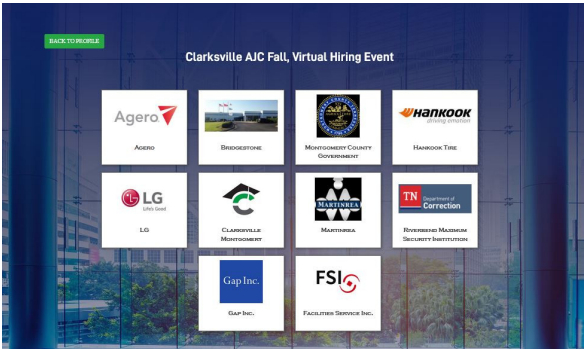 BACK TO PROFILE
Clarksville AJC Fall, Virtual Hiring Event
Agero
AGERO
BRIDGESTONE
MONTGOMERY COUNTY
GOVERNMENT
HANKOOK
driving emotion
HANKOOK TIRE
LG
Life's Good
LG
CLARKSVILLE
MONTGOMERY
MARTINREA
MARTINREA
TN
Department of
Correction
RIVERBEND MAXIMUM
SECURITY INSTITUTION
Gap Inc.
GAP INC.
FSI
FACILITIES SERVICE INC.